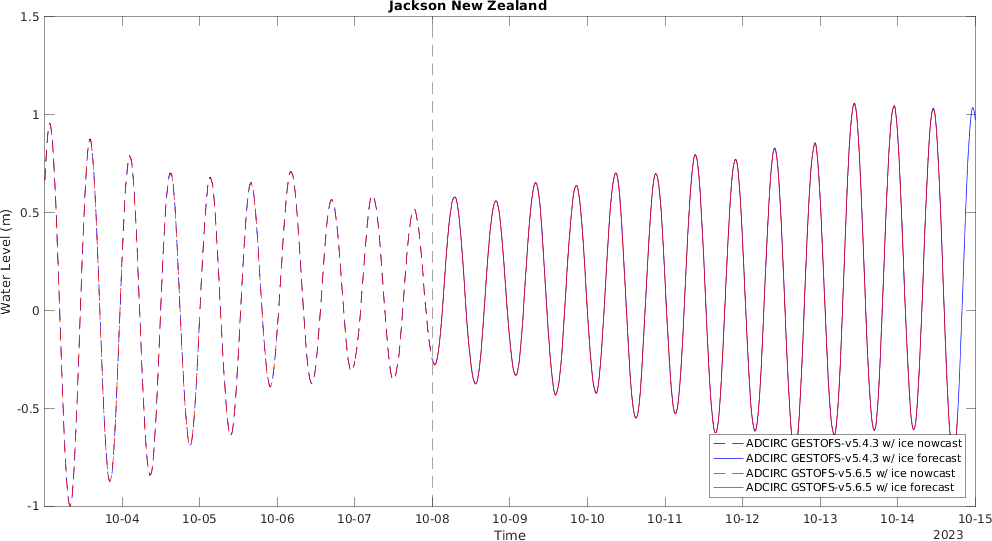 Jackson New Zealand
1.5
1
0.5
0
-0.5
-1
Water Level (m)
10-04 10-05 10-06 10-07 10-08 10-09 10-10 10-11 10-12 10-13 10-14 10-15
Time
2023
ADCIRC GESTOFS-v5.4.3 w/ ice nowcast
ADCIRC GESTOFS-v5.4.3 w/ ice forecast
ADCIRC GSTOFS-v5.6.5 w/ ice nowcast
ADCIRC GSTOFS-v5.6.5 w/ ice forecast